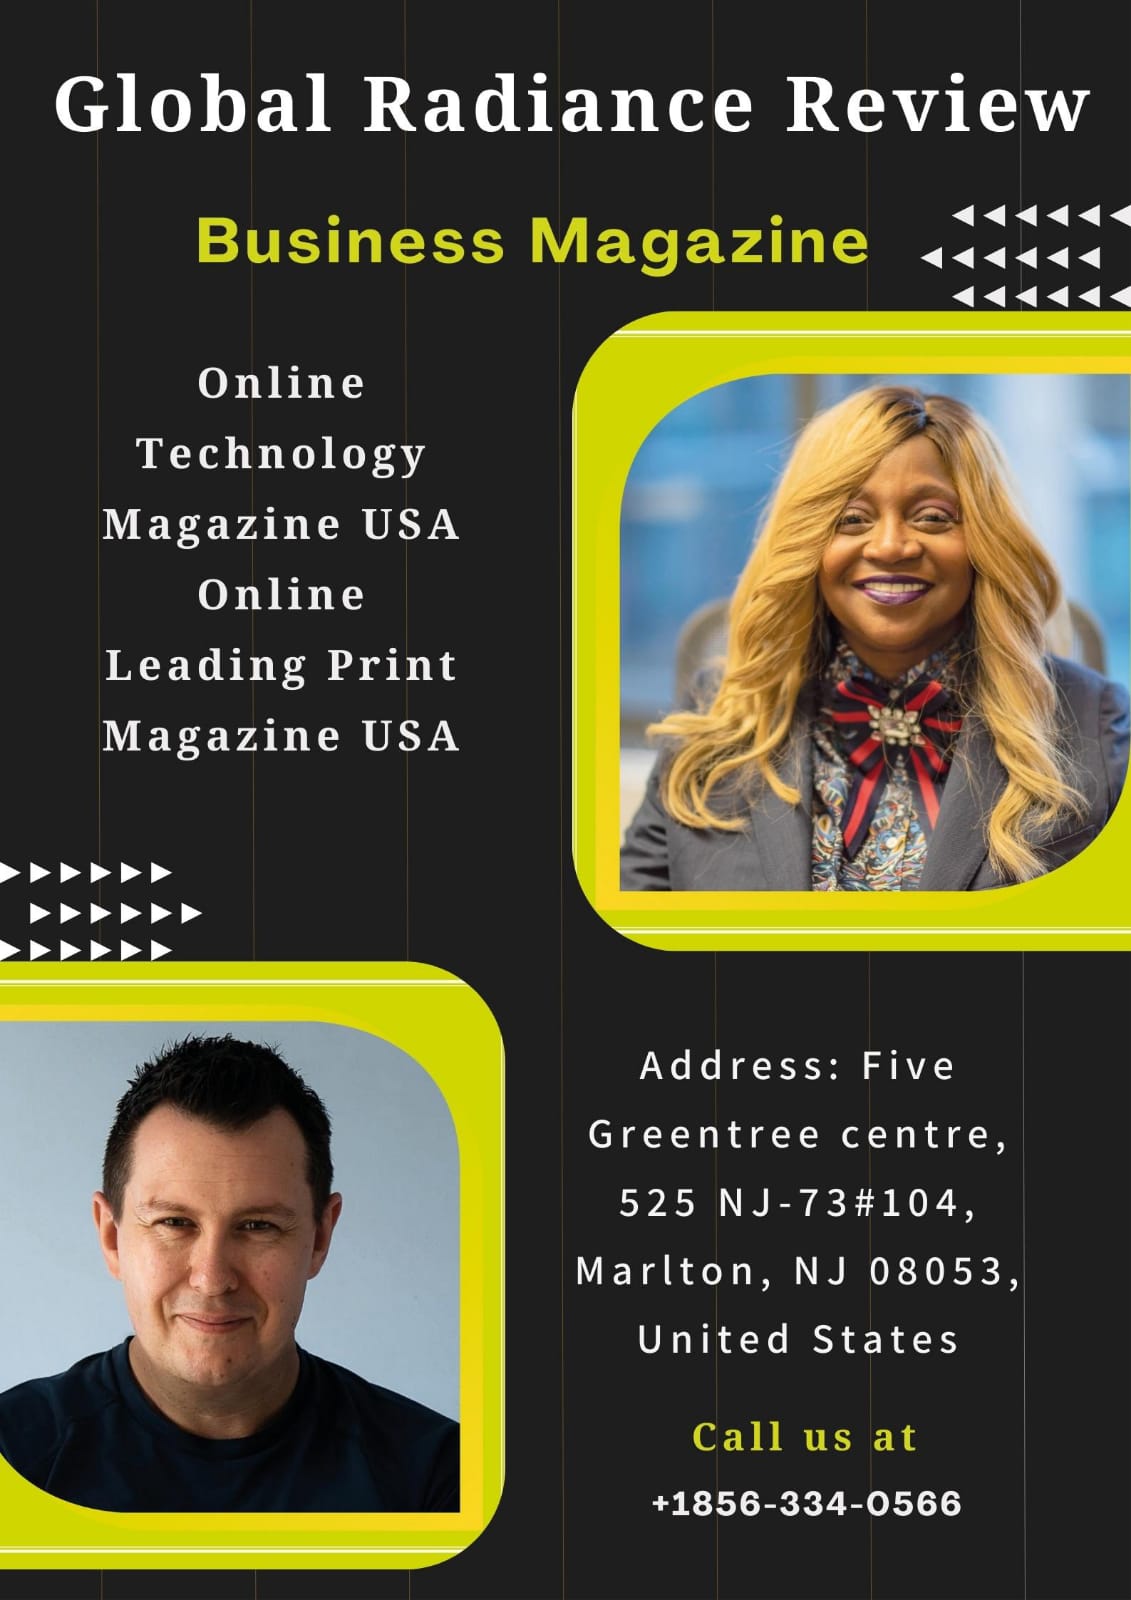 Global Radiance Review
Business Magazine
Online
Technology
Magazine USA
Online
Leading Print
Magazine USA
Address: Five
Greentree centre,
525 NJ-73#104,
Marlton, NJ 08053,
United States
Call us at
+1856-334-0566